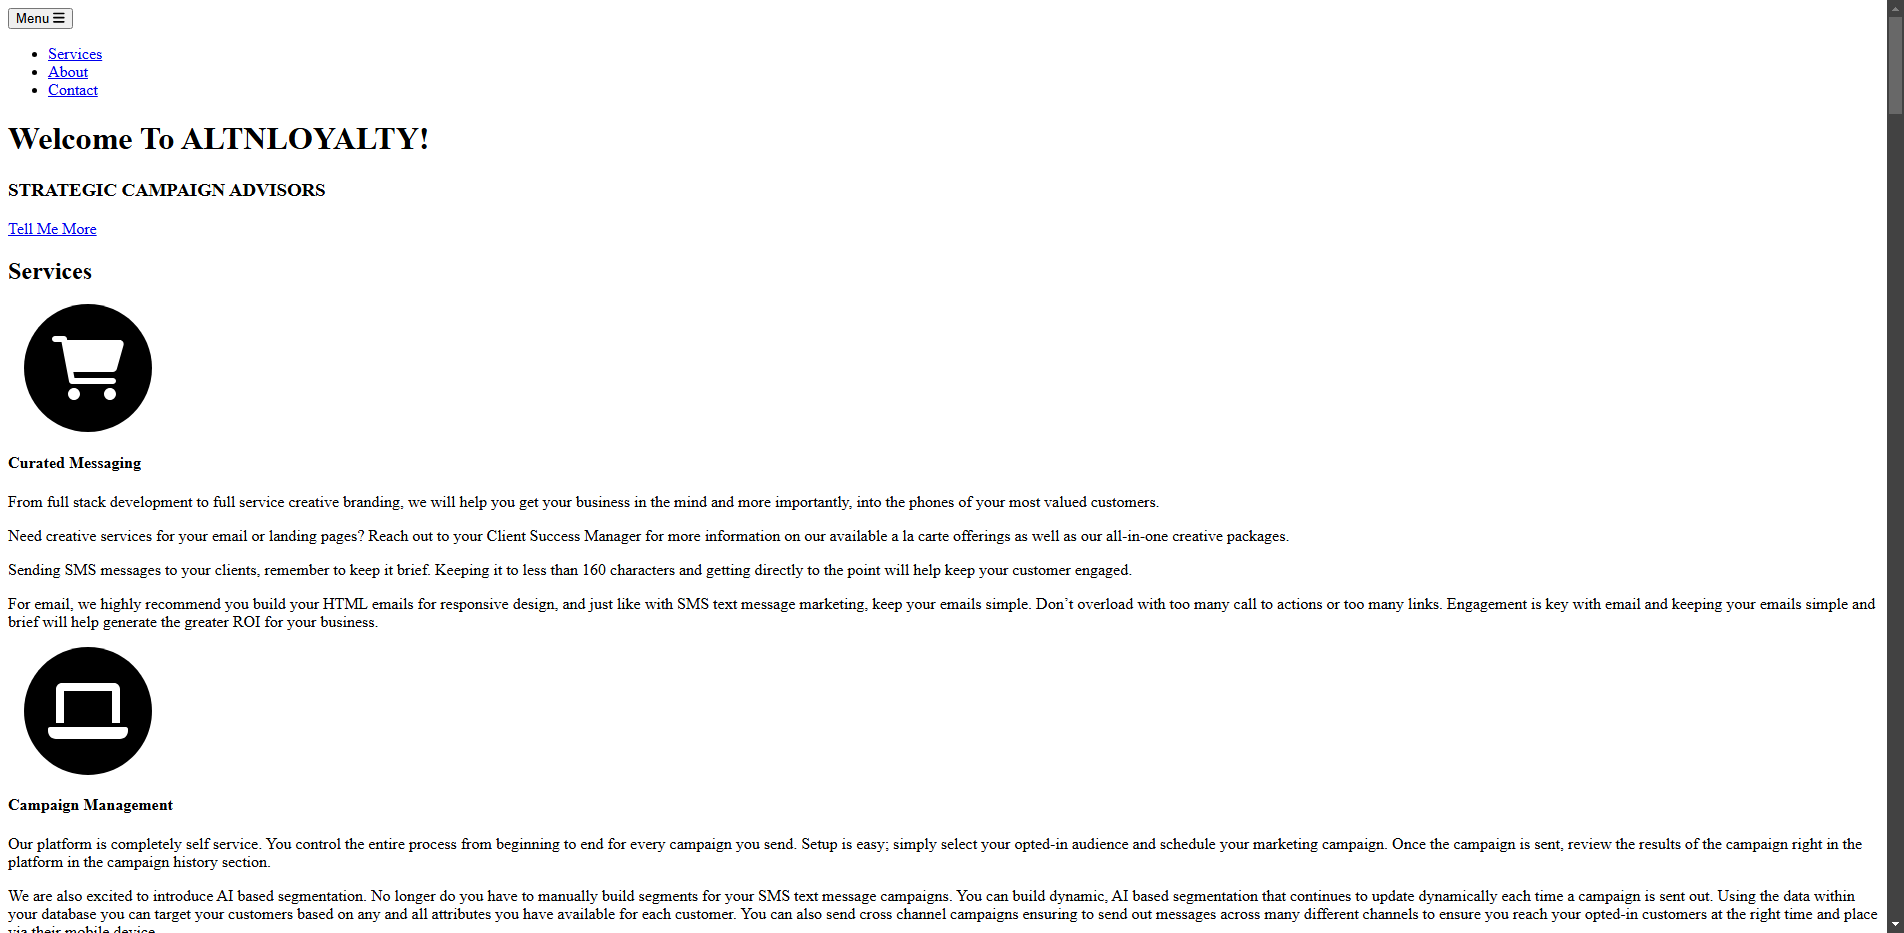 Menu ☰
Services
About
Contact
Welcome To ALTNLOYALTY!
STRATEGIC CAMPAIGN ADVISORS
Tell Me More
Services
Curated Messaging
From full stack development to full service creative branding, we will help you get your business in the mind and more importantly, into the phones of your most valued customers.
Need creative services for your email or landing pages? Reach out to your Client Success Manager for more information on our available a la carte offerings as well as our all-in-one creative packages.
Sending SMS messages to your clients, remember to keep it brief. Keeping it to less than 160 characters and getting directly to the point will help keep your customer engaged.
For email, we highly recommend you build your HTML emails for responsive design, and just like with SMS text message marketing, keep your emails simple. Don’t overload with too many call to actions or too many links. Engagement is key with email and keeping your emails simple and
brief will help generate the greater ROI for your business.
Campaign Management
Our platform is completely self service. You control the entire process from beginning to end for every campaign you send. Setup is easy; simply select your opted-in audience and schedule your marketing campaign. Once the campaign is sent, review the results of the campaign right in the
platform in the campaign history section.
We are also excited to introduce AI based segmentation. No longer do you have to manually build segments for your SMS text message campaigns. You can build dynamic, AI based segmentation that continues to update dynamically each time a campaign is sent out. Using the data within
your database you can target your customers based on any and all attributes you have available for each customer. You can also send cross channel campaigns ensuring to send out messages across many different channels to ensure you reach your opted-in customers at the right time and place
via their mobile device.